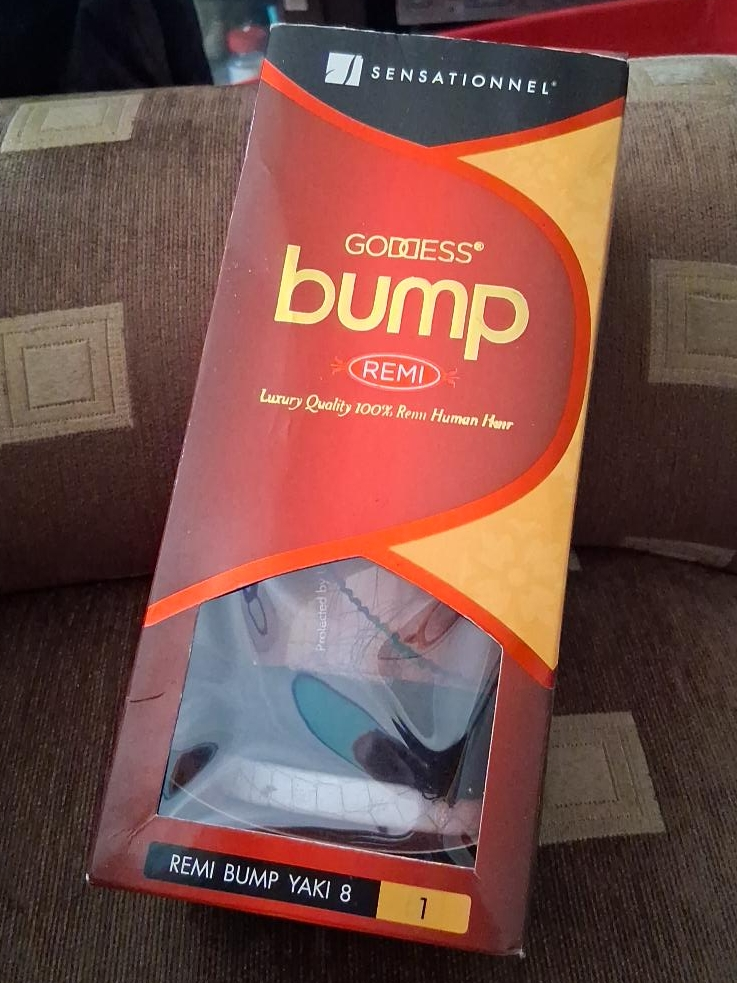 SENSATIONNEL®
GODDESS®
bump
REMI
Luxury Quality 100% Remi Human Hair
Protected by
REMI BUMP YAKI 8
1